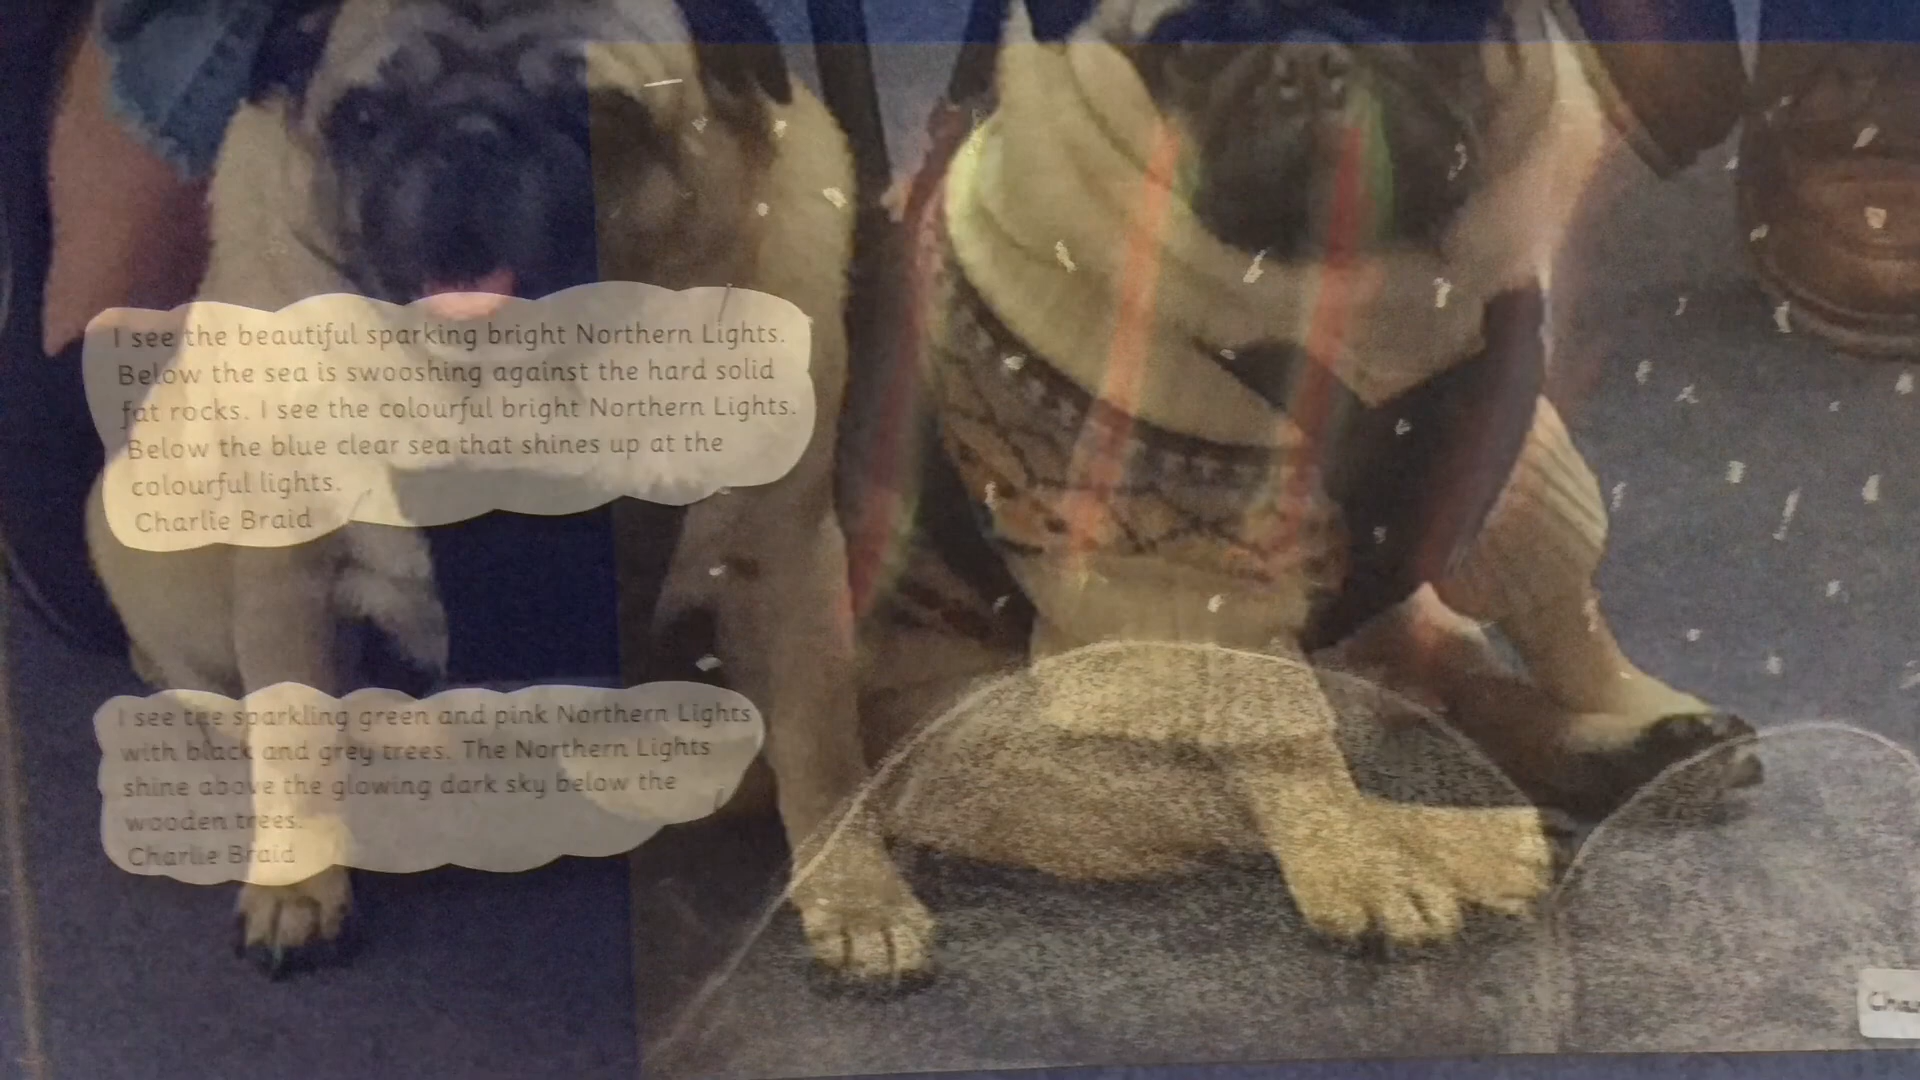 I see the beautiful sparking bright Northern Lights.
Below the sea is swooshing against the hard solid
fat rocks. I see the colourful bright Northern Lights.
Below the blue clear sea that shines up at the
colourful lights.
Charlie Braid
I see the sparkling green and pink Northern Lights
with black and grey trees. The Northern Lights
shine above the glowing dark sky below the
wooden trees.
Charlie Braid